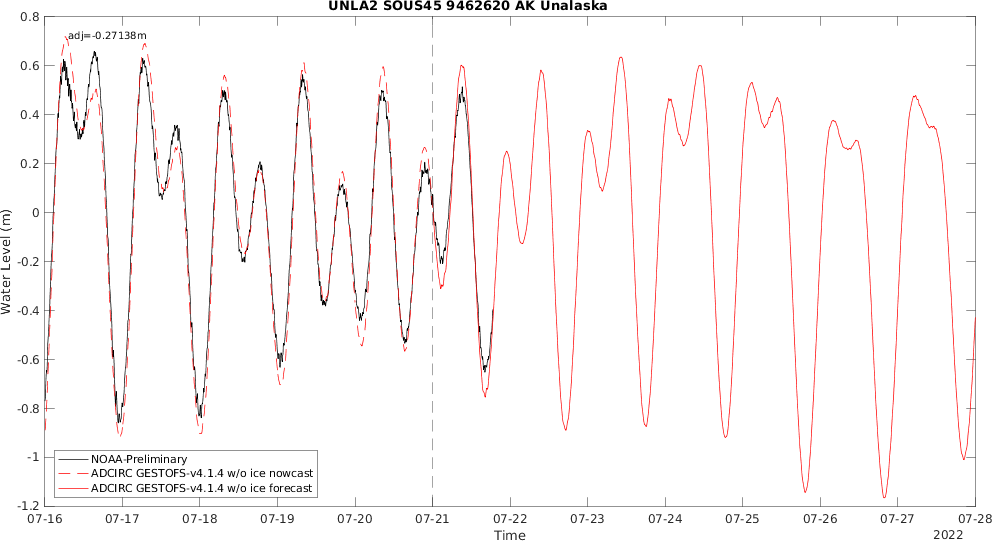 UNLA2 SOUS45 9462620 AK Unalaska
adj=-0.27138m
0.8
0.6
0.4
0.2
0
-0.2
-0.4
-0.6
-0.8
-1
-1.2
Water Level (m)
NOAA-Preliminary
ADCIRC GESTOFS-v4.1.4 w/o ice nowcast
ADCIRC GESTOFS-v4.1.4 w/o ice forecast
07-16 07-17 07-18 07-19 07-20 07-21 07-22 07-23 07-24 07-25 07-26 07-27 07-28
Time
2022